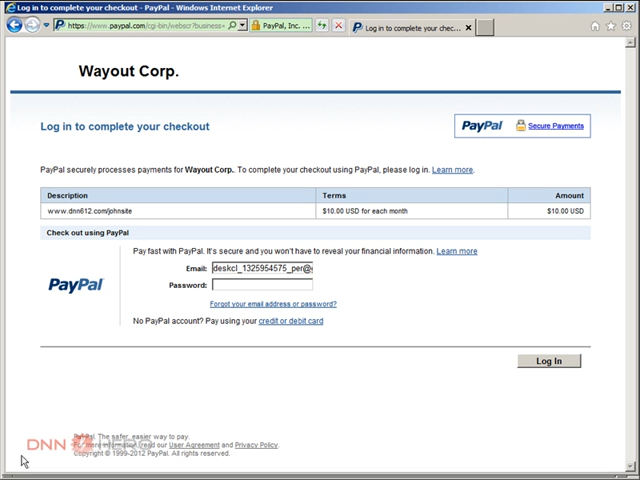 Log in to complete your checkout - PayPal - Windows Internet Explorer
https://www.paypal.com/cgi-bin/webscr?business=
PayPal, Inc. ...
Log in to complete your chec...
Wayout Corp.
Log in to complete your checkout
PayPal Secure Payments
PayPal securely processes payments for Wayout Corp.. To complete your checkout using PayPal, please log in. Learn more.
Description Terms Amount
www.dnn612.com/johnsite $10.00 USD for each month $10.00 USD
Check out using PayPal
Pay fast with PayPal. It's secure and you won't have to reveal your financial information. Learn more
PayPal
Email: deskcl_1325954575_per@
Password:
Forgot your email address or password?
No PayPal account? Pay using your credit or debit card
Log In
PayPal. The safer, easier way to pay.
For more information, read our User Agreement and Privacy Policy.
Copyright © 1999-2012 PayPal. All rights reserved.
DNN HERO